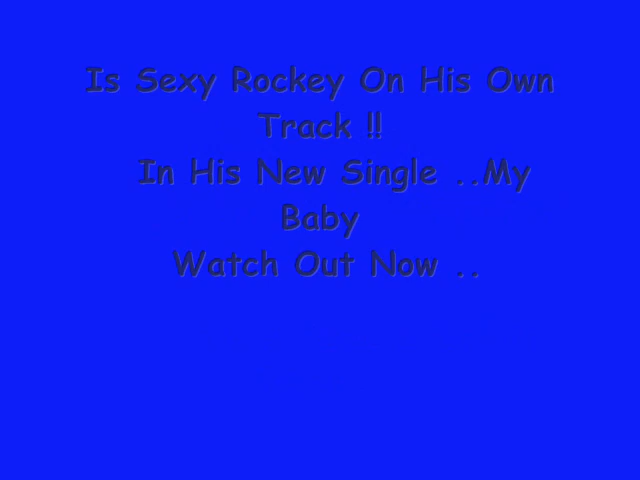 Is Sexy Rockey On His Own
Track !!
In His New Single ..My
Baby
Watch Out Now ..